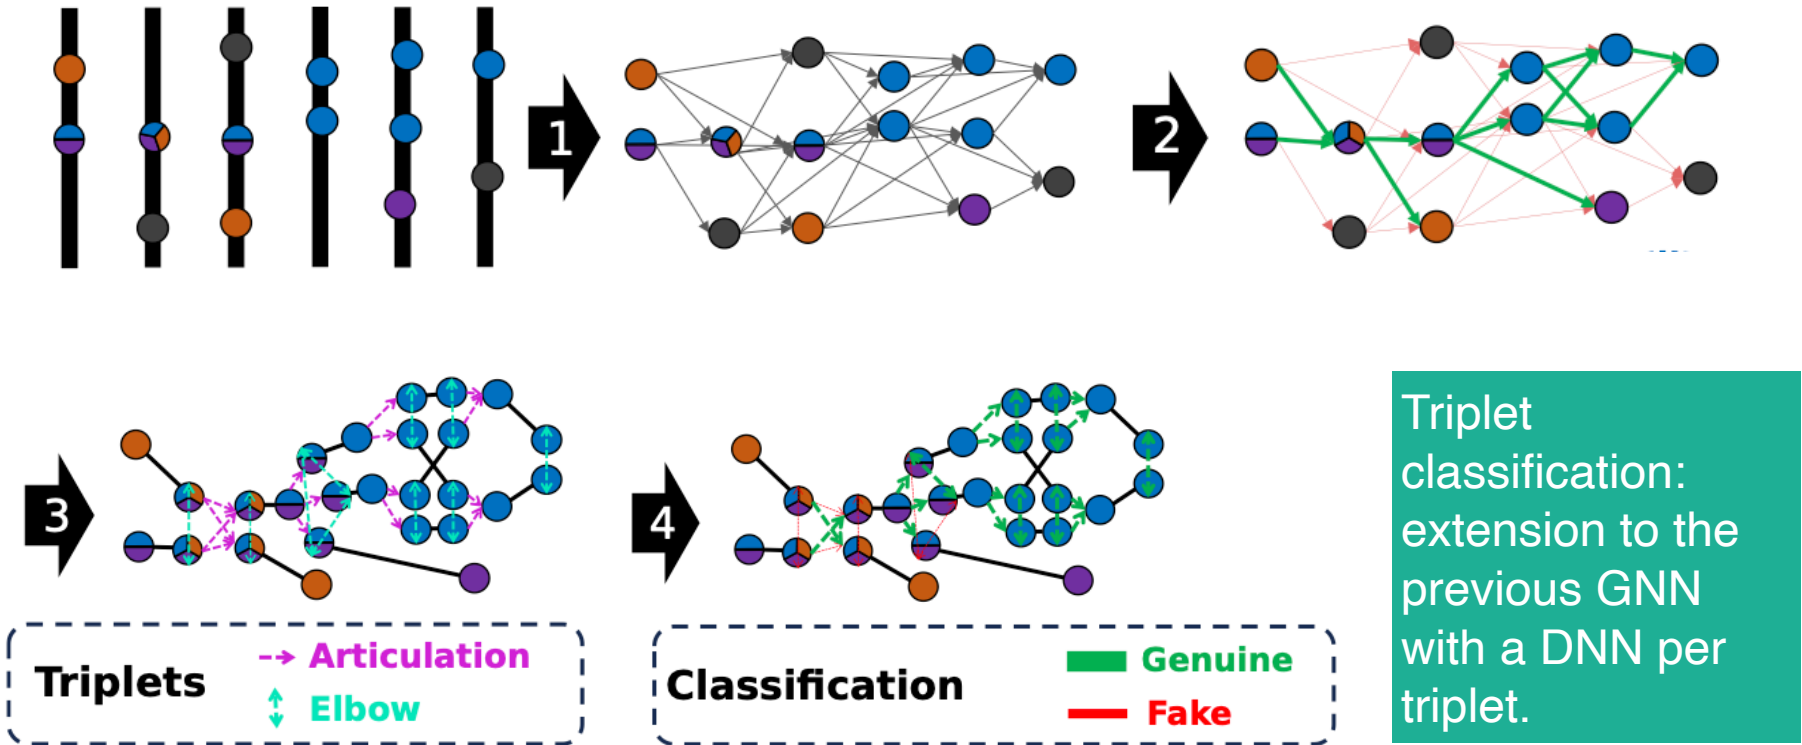 1
2
3
4
Triplets
Articulation
Elbow
Classification
Genuine
Fake
Triplet
classification:
extension to the
previous GNN
with a DNN per
triplet.